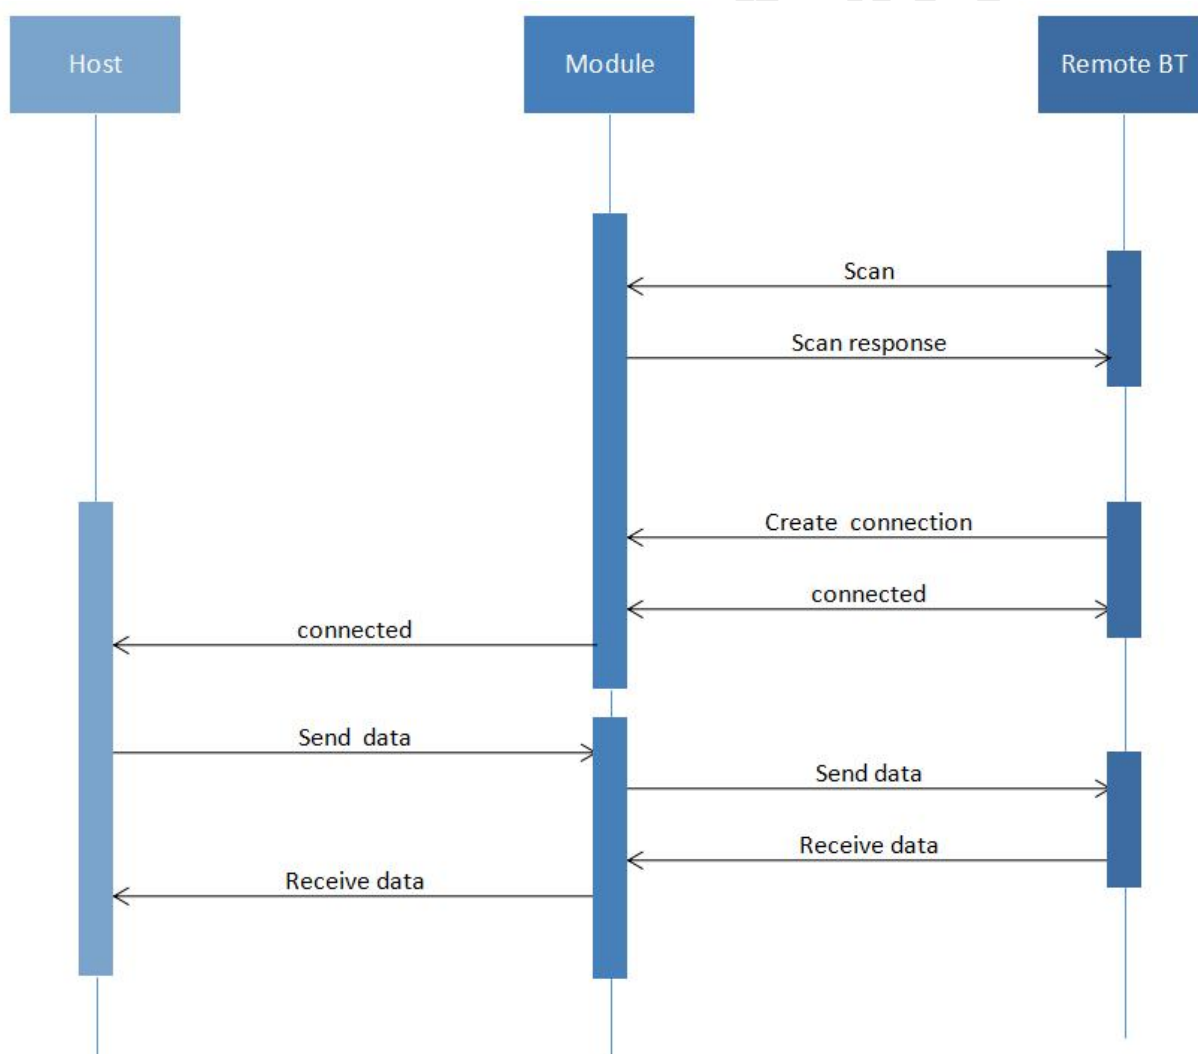 Host
Module
Remote BT
Scan
Scan response
Create connection
connected
connected
Send data
Send data
Receive data
Receive data